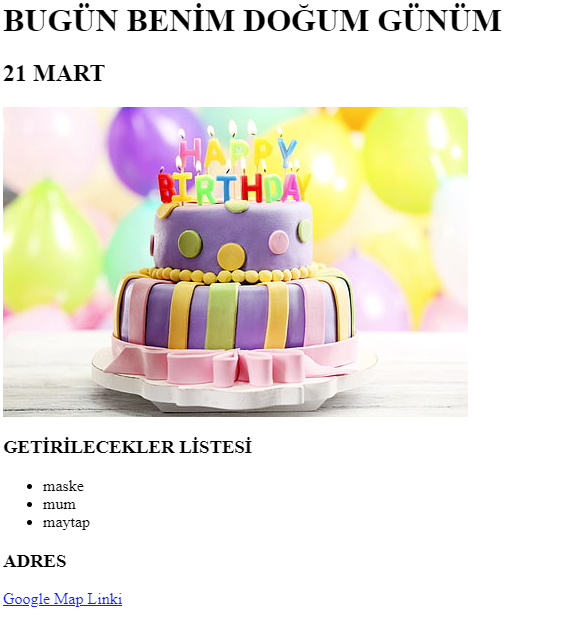 BUGÜN BENİM DOĞUM GÜNÜM
21 MART
HAPPY
BIRTHDAY
GETİRİLECEKLER LİSTESİ
maske
mum
maytap
ADRES
Google Map Linki